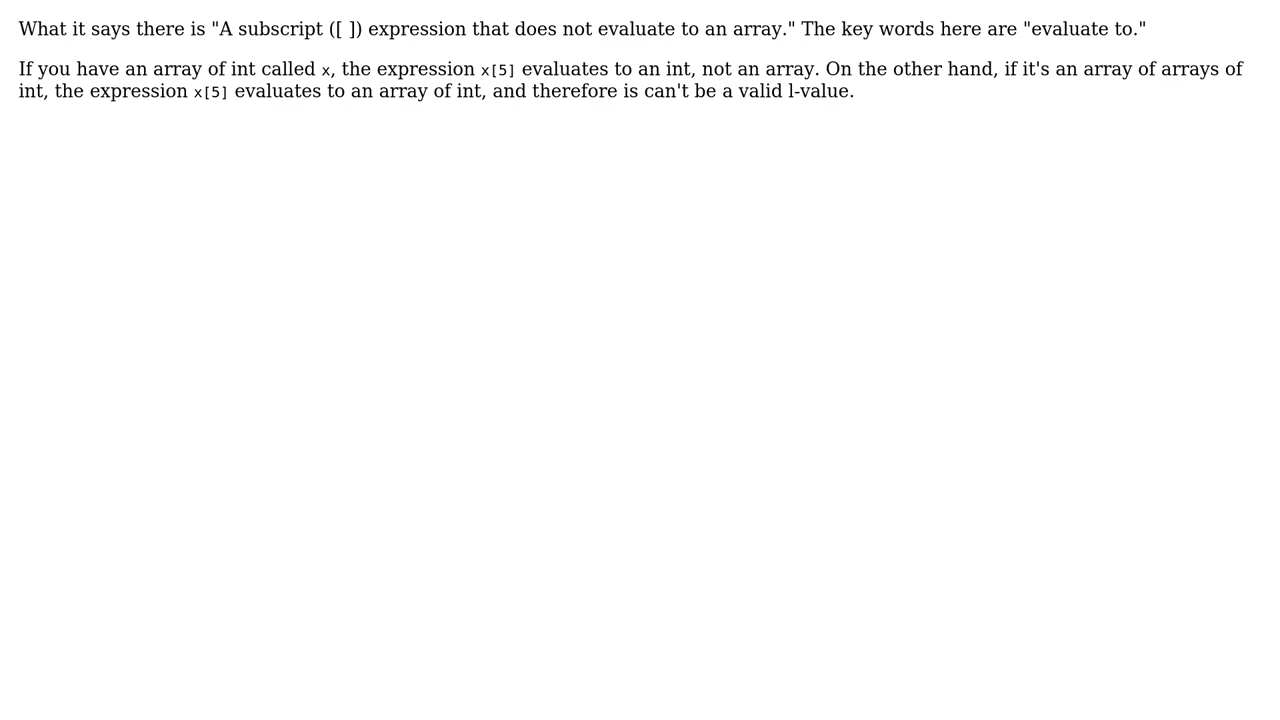 What it says there is "A subscript ([ ]) expression that does not evaluate to an array." The key words here are "evaluate to."
If you have an array of int called x, the expression x[5] evaluates to an int, not an array. On the other hand, if it's an array of arrays of
int, the expression x[5] evaluates to an array of int, and therefore is can't be a valid l-value.